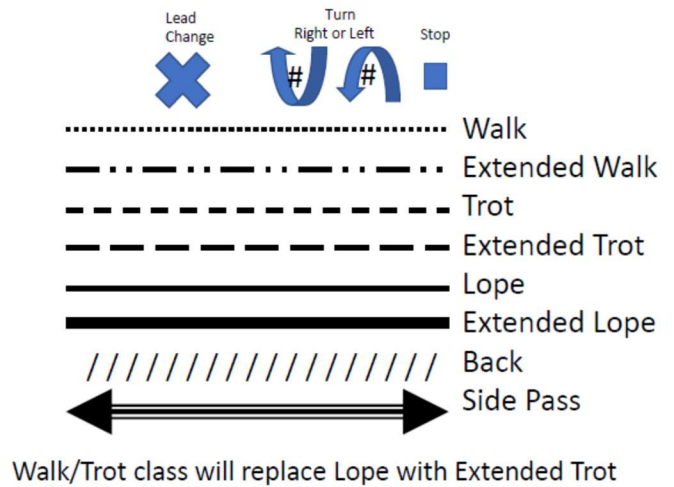 Lead
Change
Turn
Right or Left
Stop
#
#
Walk
Extended Walk
Trot
Extended Trot
Lope
Extended Lope
Back
Side Pass
Walk/Trot class will replace Lope with Extended Trot